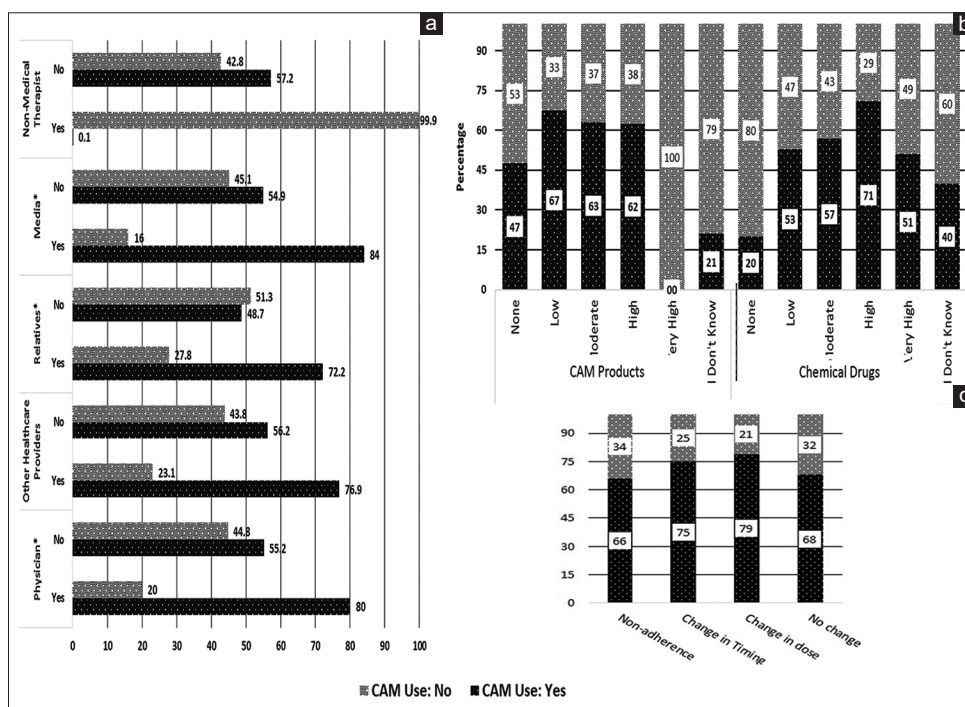 a
Non-Medical
Therapist
No
42.8
57.2
Yes
99.9
0.1
Media*
No
45.1
54.9
Yes
16
84
Relatives*
No
51.3
48.7
Yes
27.8
72.2
Other Healthcare
Providers
No
43.8
56.2
Yes
23.1
76.9
Physician*
No
44.8
55.2
Yes
20
80
0 10 20 30 40 50 60 70 80 90 100
b
Percentage
90
75
60
45
30
15
0
53 33 37 38 100 79 80 47 43 29 49 60
47 67 63 62 00 21 20 53 57 71 51 40
None Low Moderate High Very High I Don't Know None Low Moderate High Very High I Don't Know
CAM Products Chemical Drugs
c
90
75
60
45
30
15
0
34 25 21 32
66 75 79 68
Non-adherence Change in Timing Change in dose No change
CAM Use: No CAM Use: Yes